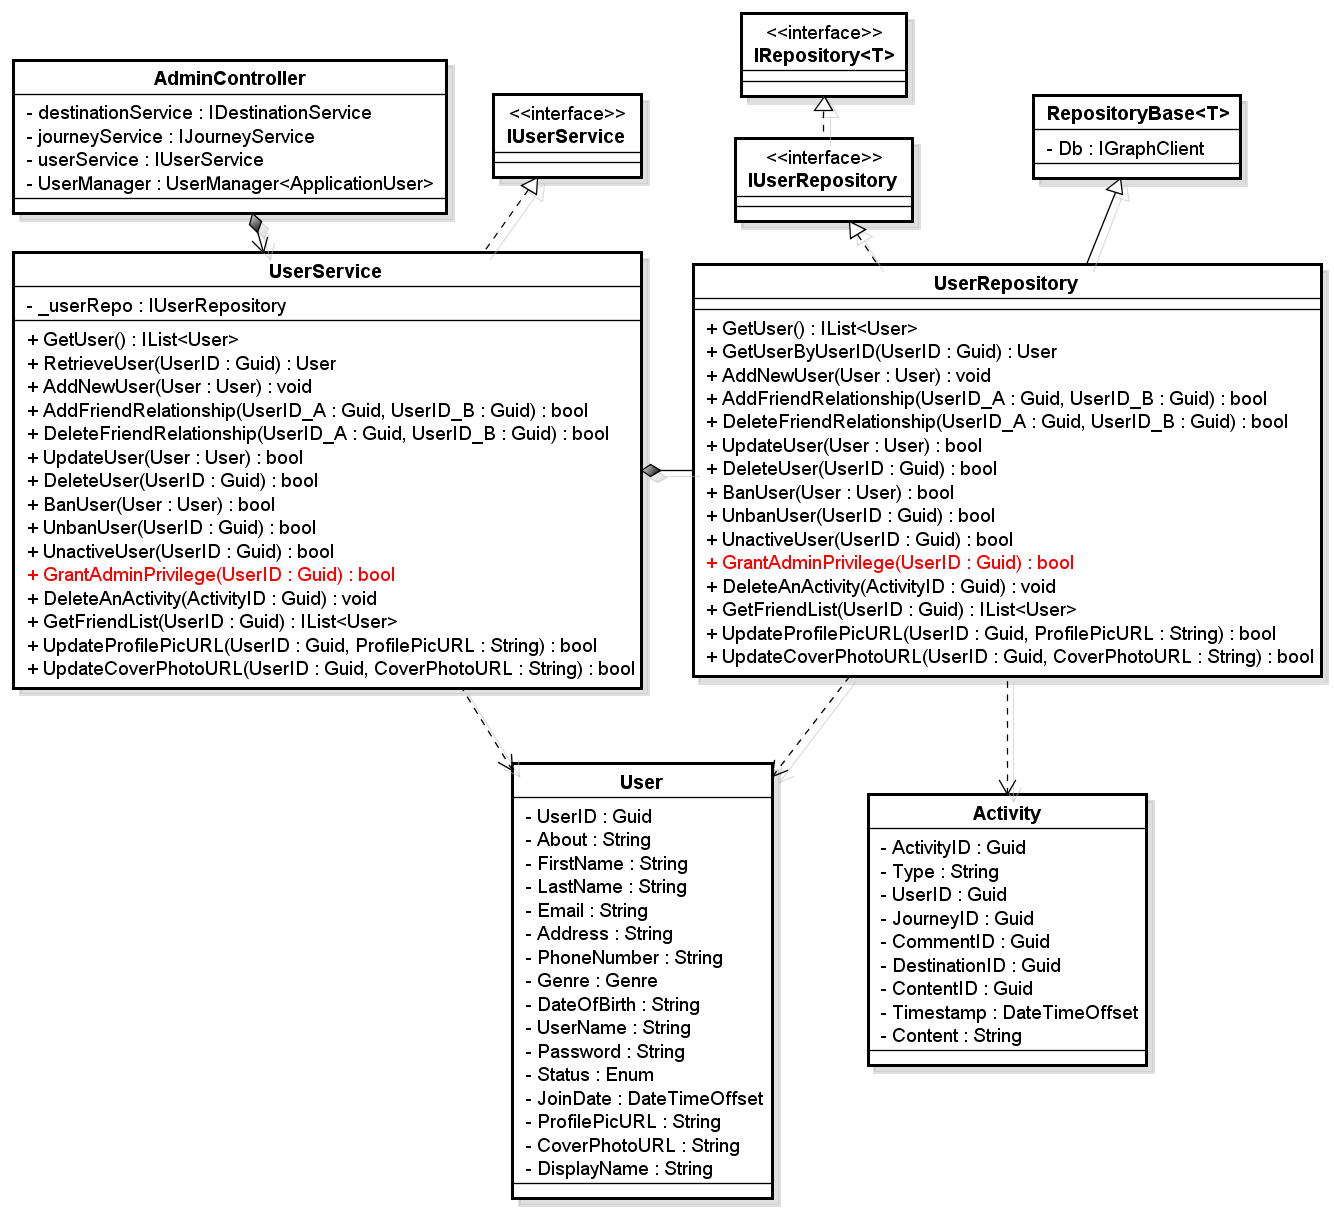 <<interface>>
IRepository<T>
AdminController
- destinationService : IDestinationService
- journeyService : IJourneyService
- userService : IUserService
- UserManager : UserManager<ApplicationUser>
<<interface>>
IUserService
<<interface>>
IUserRepository
RepositoryBase<T>
- Db : IGraphClient
UserService
- _userRepo : IUserRepository
+ GetUser() : IList<User>
+ RetrieveUser(UserID : Guid) : User
+ AddNewUser(User : User) : void
+ AddFriendRelationship(UserID_A : Guid, UserID_B : Guid) : bool
+ DeleteFriendRelationship(UserID_A : Guid, UserID_B : Guid) : bool
+ UpdateUser(User : User) : bool
+ DeleteUser(UserID : Guid) : bool
+ BanUser(User : User) : bool
+ UnbanUser(UserID : Guid) : bool
+ UnactiveUser(UserID : Guid) : bool
+ GrantAdminPrivilege(UserID : Guid) : bool
+ DeleteAnActivity(ActivityID : Guid) : void
+ GetFriendList(UserID : Guid) : IList<User>
+ UpdateProfilePicURL(UserID : Guid, ProfilePicURL : String) : bool
+ UpdateCoverPhotoURL(UserID : Guid, CoverPhotoURL : String) : bool
UserRepository
+ GetUser() : IList<User>
+ GetUserByUserID(UserID : Guid) : User
+ AddNewUser(User : User) : void
+ AddFriendRelationship(UserID_A : Guid, UserID_B : Guid) : bool
+ DeleteFriendRelationship(UserID_A : Guid, UserID_B : Guid) : bool
+ UpdateUser(User : User) : bool
+ DeleteUser(UserID : Guid) : bool
+ BanUser(User : User) : bool
+ UnbanUser(UserID : Guid) : bool
+ UnactiveUser(UserID : Guid) : bool
+ GrantAdminPrivilege(UserID : Guid) : bool
+ DeleteAnActivity(ActivityID : Guid) : void
+ GetFriendList(UserID : Guid) : IList<User>
+ UpdateProfilePicURL(UserID : Guid, ProfilePicURL : String) : bool
+ UpdateCoverPhotoURL(UserID : Guid, CoverPhotoURL : String) : bool
User
- UserID : Guid
- About : String
- FirstName : String
- LastName : String
- Email : String
- Address : String
- PhoneNumber : String
- Genre : Genre
- DateOfBirth : String
- UserName : String
- Password : String
- Status : Enum
- JoinDate : DateTimeOffset
- ProfilePicURL : String
- CoverPhotoURL : String
- DisplayName : String
Activity
- ActivityID : Guid
- Type : String
- UserID : Guid
- JourneyID : Guid
- CommentID : Guid
- DestinationID : Guid
- ContentID : Guid
- Timestamp : DateTimeOffset
- Content : String